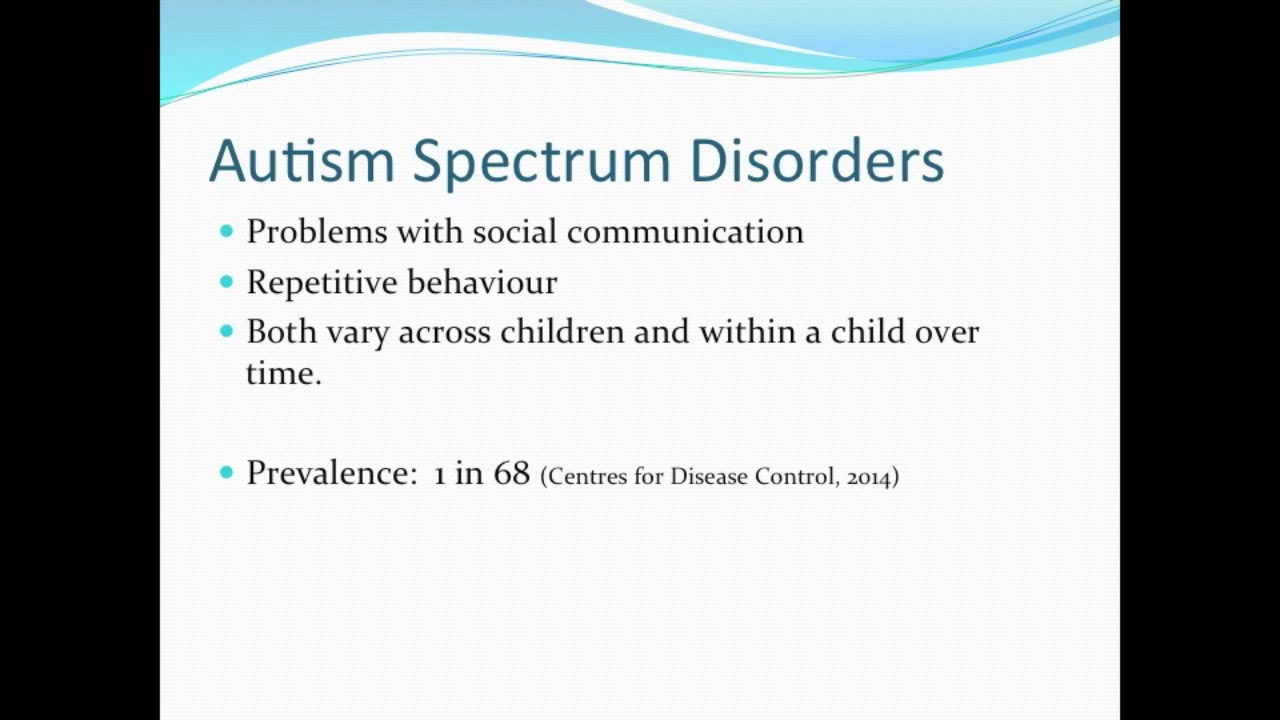 Autism Spectrum Disorders
• Problems with social communication
• Repetitive behaviour
• Both vary across children and within a child over
time.
• Prevalence:  1 in 68 (Centres for Disease Control, 2014)